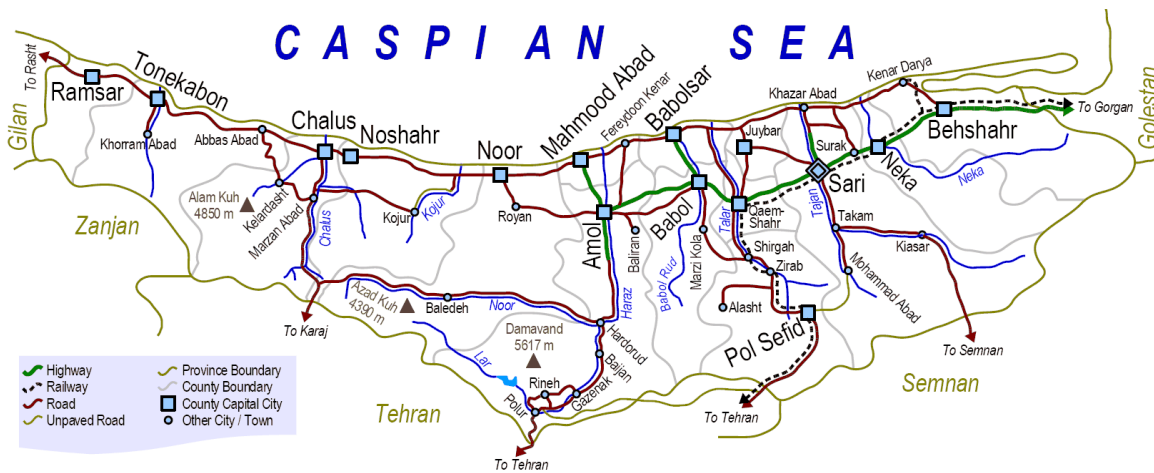 CASPIAN SEA
To Rasht
Ramsar
Tonekabon
Gilan
Khorram Abad
Abbas Abad
Chalus
Noshahr
Noor
Mahmood Abad
Fereydoon Kenar
Babolsar
Khazar Abad
Kenar Darya
To Gorgan
Golestan
Behshahr
Juybar
Surak
Neka
Neka
Sari
Alam Kuh
4850 m
Kelardasht
Marzan Abad
Chalus
Kojur
Kojur
Royan
Amol
Baliran
Babol
Talar
Qaem-
Shahr
Tajan
Takam
Kiasar
Zanjan
Marzi Kola
Babol Rud
Shirgah
Zirab
Mohammad Abad
Alasht
Pol Sefid
Azad Kuh
4390 m
Baledeh
Noor
Haraz
To Karaj
Damavand
5617 m
Hardorud
Baijan
Lar
Rineh
Gazenak
Polur
To Semnan
Semnan
Tehran
To Tehran
To Tehran
Highway
Railway
Road
Unpaved Road
Province Boundary
County Boundary
County Capital City
Other City / Town